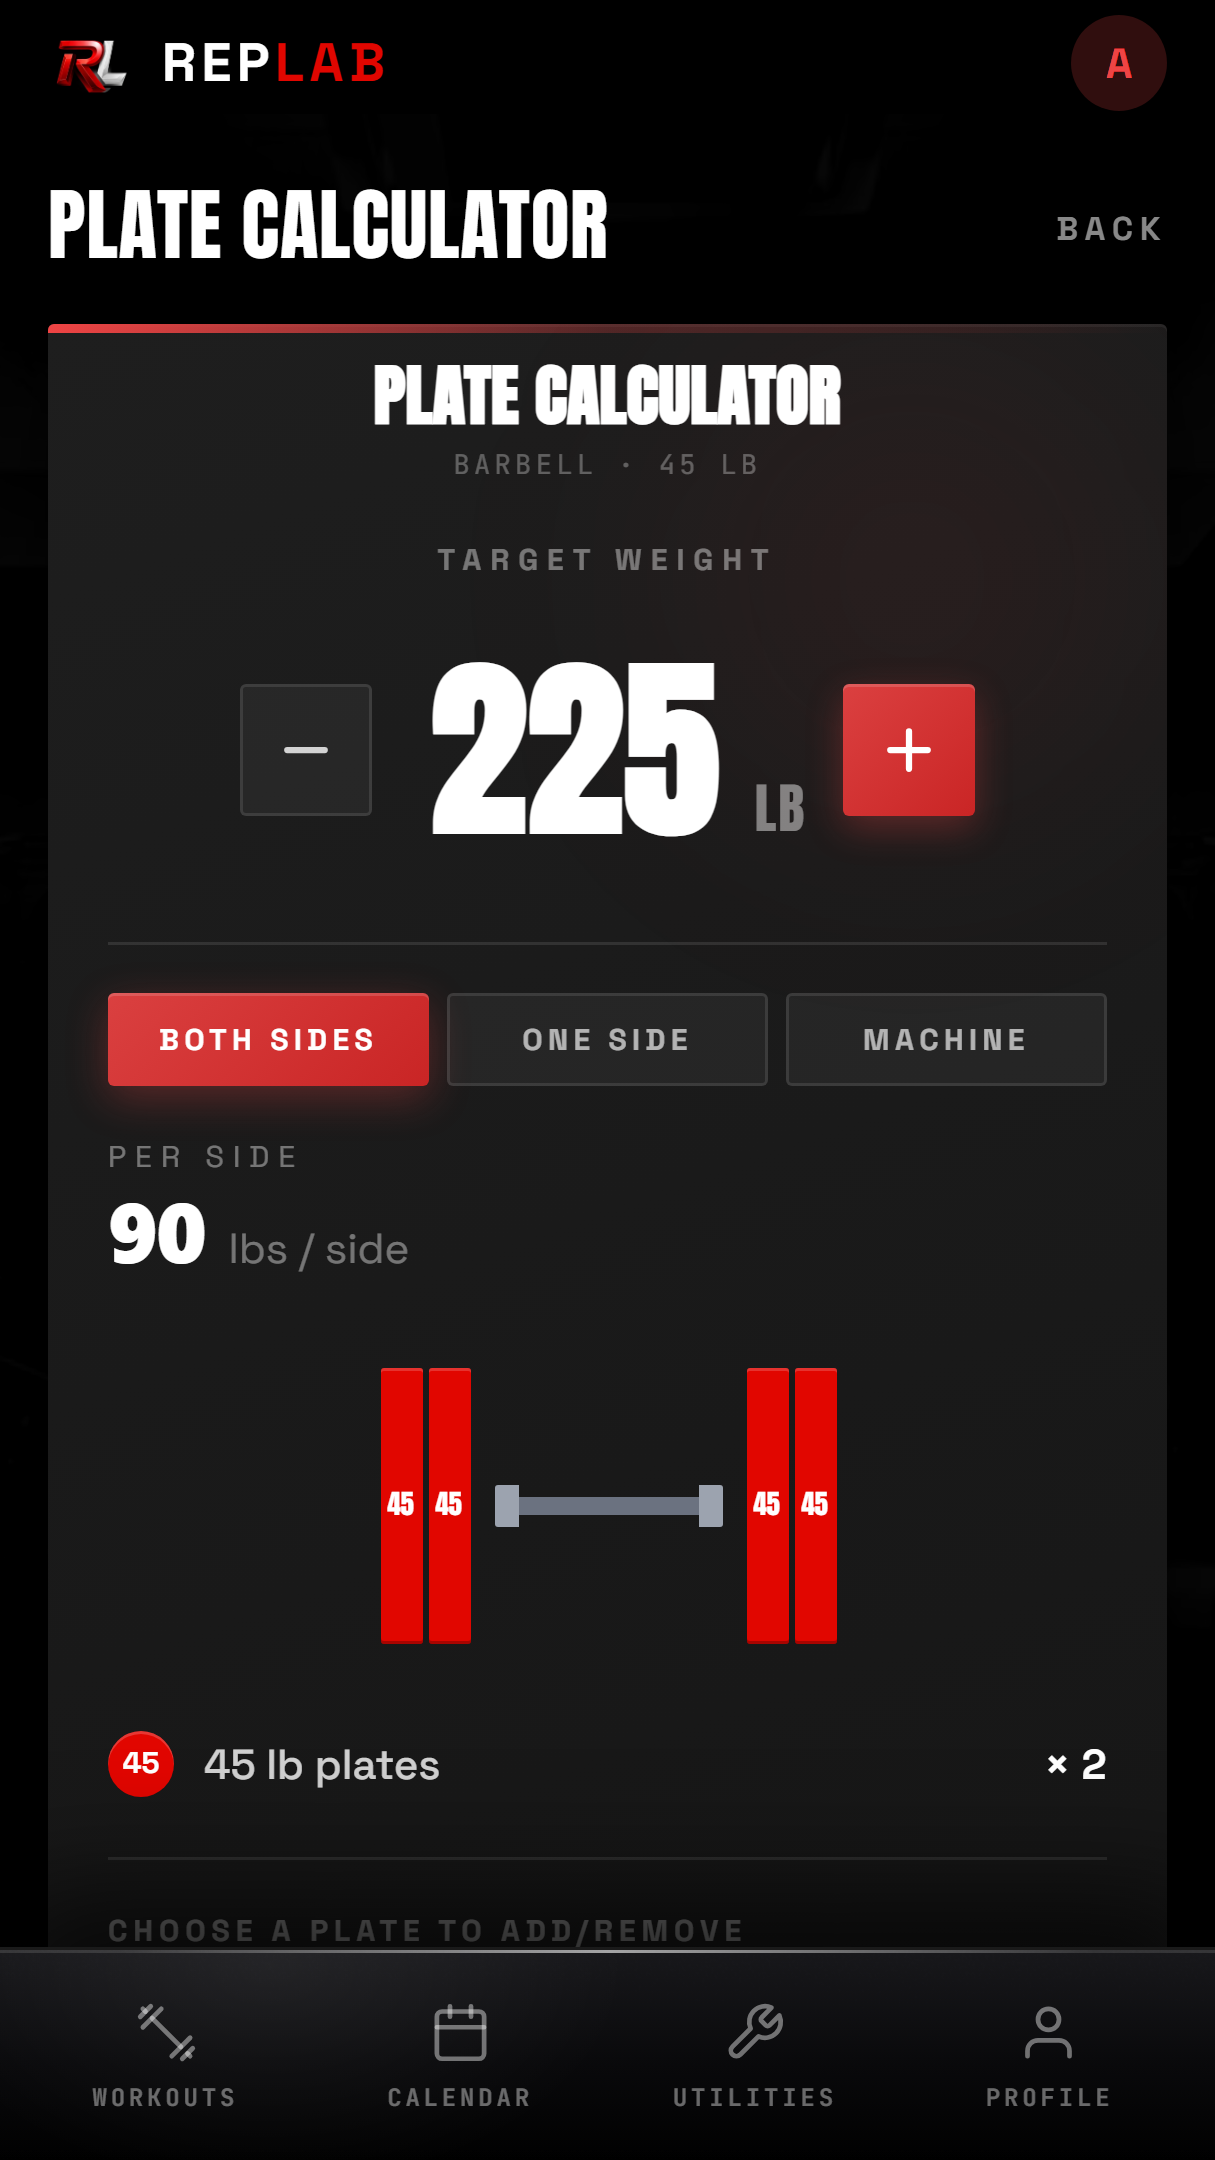 RL REPLAB
A
PLATE CALCULATOR
BACK
PLATE CALCULATOR
BARBELL · 45 LB
TARGET WEIGHT
− 225 LB +
BOTH SIDES ONE SIDE MACHINE
PER SIDE
90 lbs / side
45 45 45 45
45 45 lb plates × 2
CHOOSE A PLATE TO ADD/REMOVE
WORKOUTS CALENDAR UTILITIES PROFILE